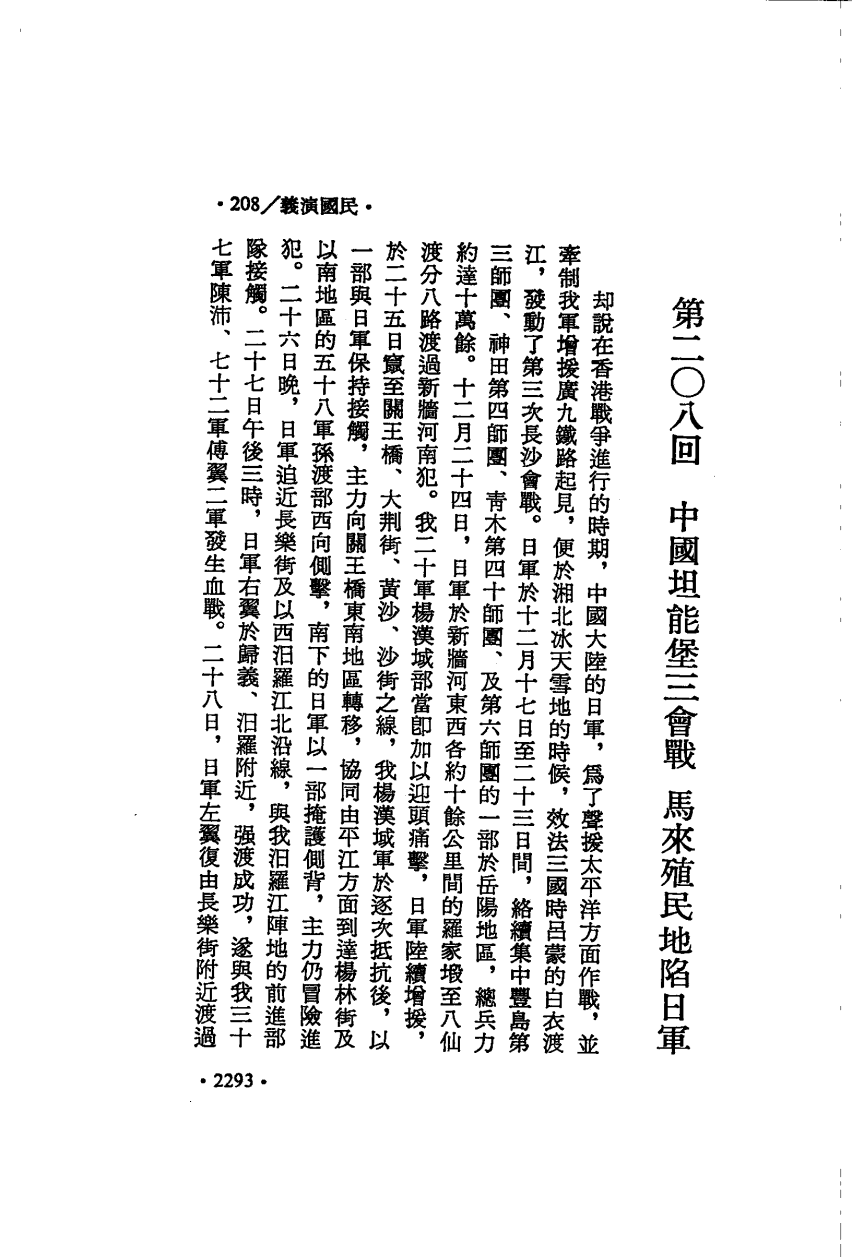 ·208／義演國民·
第二〇八回　中國坦能堡三會戰　馬來殖民地陷日軍
却說在香港戰爭進行的時期，中國大陸的日軍，爲了聲援太平洋方面作戰，並
牽制我軍增援廣九鐵路起見，便於湘北冰天雪地的時候，效法三國時呂蒙的白衣渡
江，發動了第三次長沙會戰。日軍於十二月十七日至二十三日間，絡續集中豐島第
三師團、神田第四師團、靑木第四十師團、及第六師團的一部於岳陽地區，總兵力
約達十萬餘。十二月二十四日，日軍於新牆河東西各約十餘公里間的羅家塅至八仙
渡分八路渡過新牆河南犯。我二十軍楊漢域部當卽加以迎頭痛擊，日軍陸續增援，
於二十五日竄至關王橋、大荆街、黃沙、沙街之線，我楊漢域軍於逐次抵抗後，以
一部與日軍保持接觸，主力向關王橋東南地區轉移，協同由平江方面到達楊林街及
以南地區的五十八軍孫渡部西向側擊，南下的日軍以一部掩護側背，主力仍冒險進
犯。二十六日晚，日軍迫近長樂街及以西汨羅江北沿線，與我汨羅江陣地的前進部
隊接觸。二十七日午後三時，日軍右翼於歸義、汨羅附近，强渡成功，遂與我三十
七軍陳沛、七十二軍傅翼二軍發生血戰。二十八日，日軍左翼復由長樂街附近渡過
·2293·